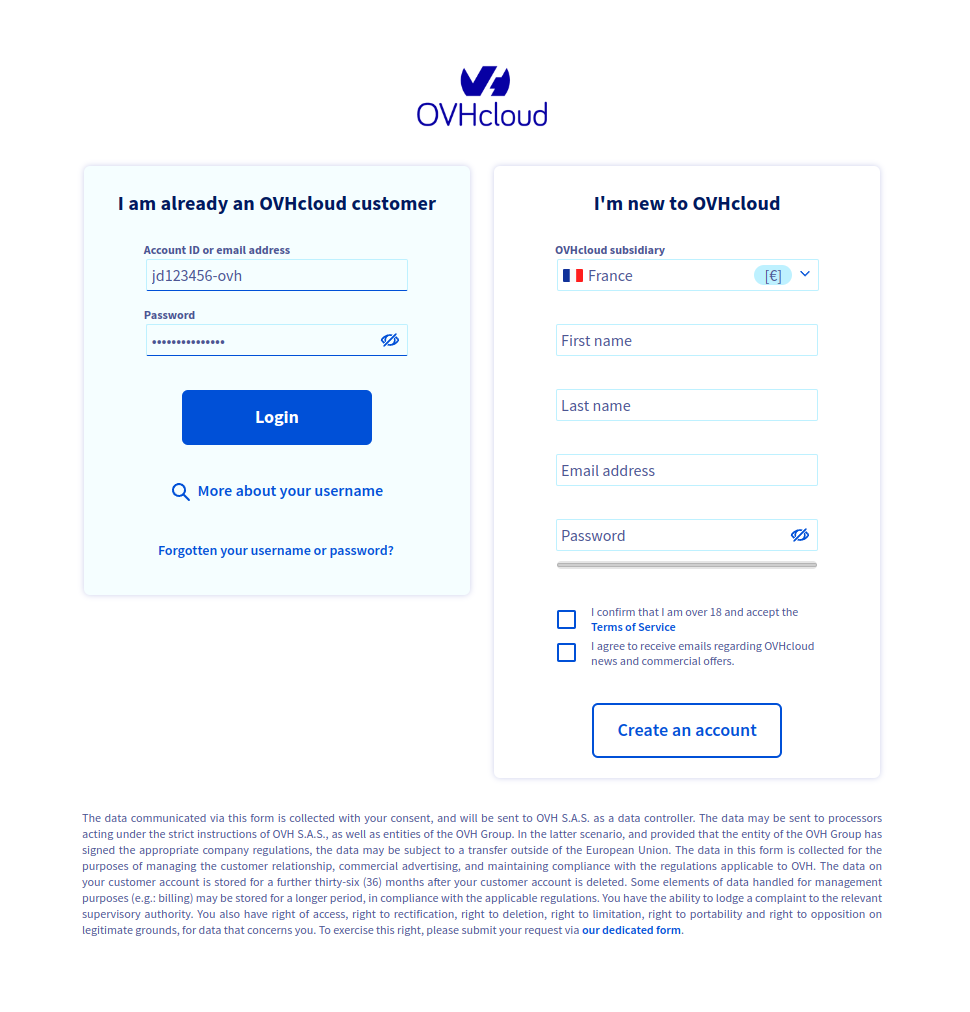 OVHcloud
I am already an OVHcloud customer
Account ID or email address
jd123456-ovh
Password
•••••••••••••••
Login
More about your username
Forgotten your username or password?
I'm new to OVHcloud
OVHcloud subsidiary
France [€]
First name
Last name
Email address
Password
I confirm that I am over 18 and accept the
Terms of Service
I agree to receive emails regarding OVHcloud
news and commercial offers.
Create an account
The data communicated via this form is collected with your consent, and will be sent to OVH S.A.S. as a data controller. The data may be sent to processors
acting under the strict instructions of OVH S.A.S., as well as entities of the OVH Group. In the latter scenario, and provided that the entity of the OVH Group has
signed the appropriate company regulations, the data may be subject to a transfer outside of the European Union. The data in this form is collected for the
purposes of managing the customer relationship, commercial advertising, and maintaining compliance with the regulations applicable to OVH. The data on
your customer account is stored for a further thirty-six (36) months after your customer account is deleted. Some elements of data handled for management
purposes (e.g.: billing) may be stored for a longer period, in compliance with the applicable regulations. You have the ability to lodge a complaint to the relevant
supervisory authority. You also have right of access, right to rectification, right to deletion, right to limitation, right to portability and right to opposition on
legitimate grounds, for data that concerns you. To exercise this right, please submit your request via our dedicated form.